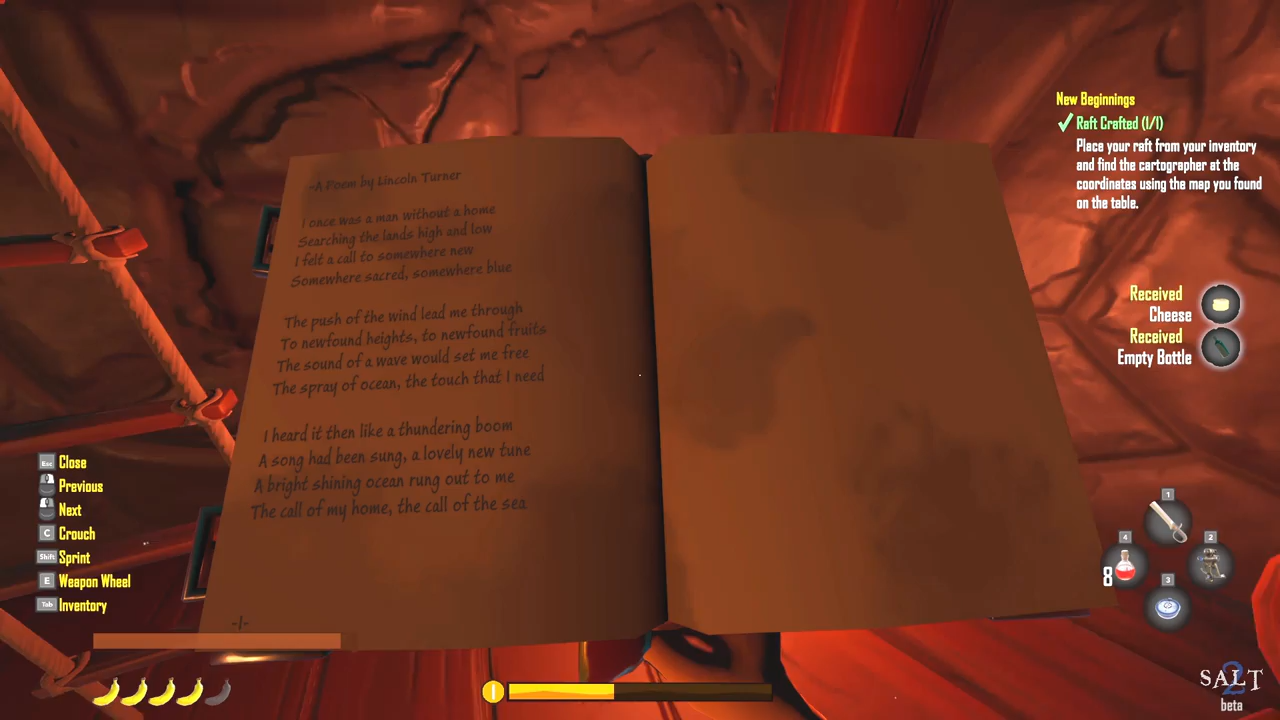 -A Poem by Lincoln Turner
I once was a man without a home
Searching the lands high and low
I felt a call to somewhere new
Somewhere sacred, somewhere blue
The push of the wind lead me through
To newfound heights, to newfound fruits
The sound of a wave would set me free
The spray of ocean, the touch that I need
I heard it then like a thundering boom
A song had been sung, a lovely new tune
A bright shining ocean rung out to me
The call of my home, the call of the sea
-1-
New Beginnings
Raft Crafted (1/1)
Place your raft from your inventory
and find the cartographer at the
coordinates using the map you found
on the table.
Received
Cheese
Received
Empty Bottle
Esc Close
Previous
Next
C Crouch
Shift Sprint
E Weapon Wheel
Tab Inventory
1
4
2
8
3
SALT
2
beta